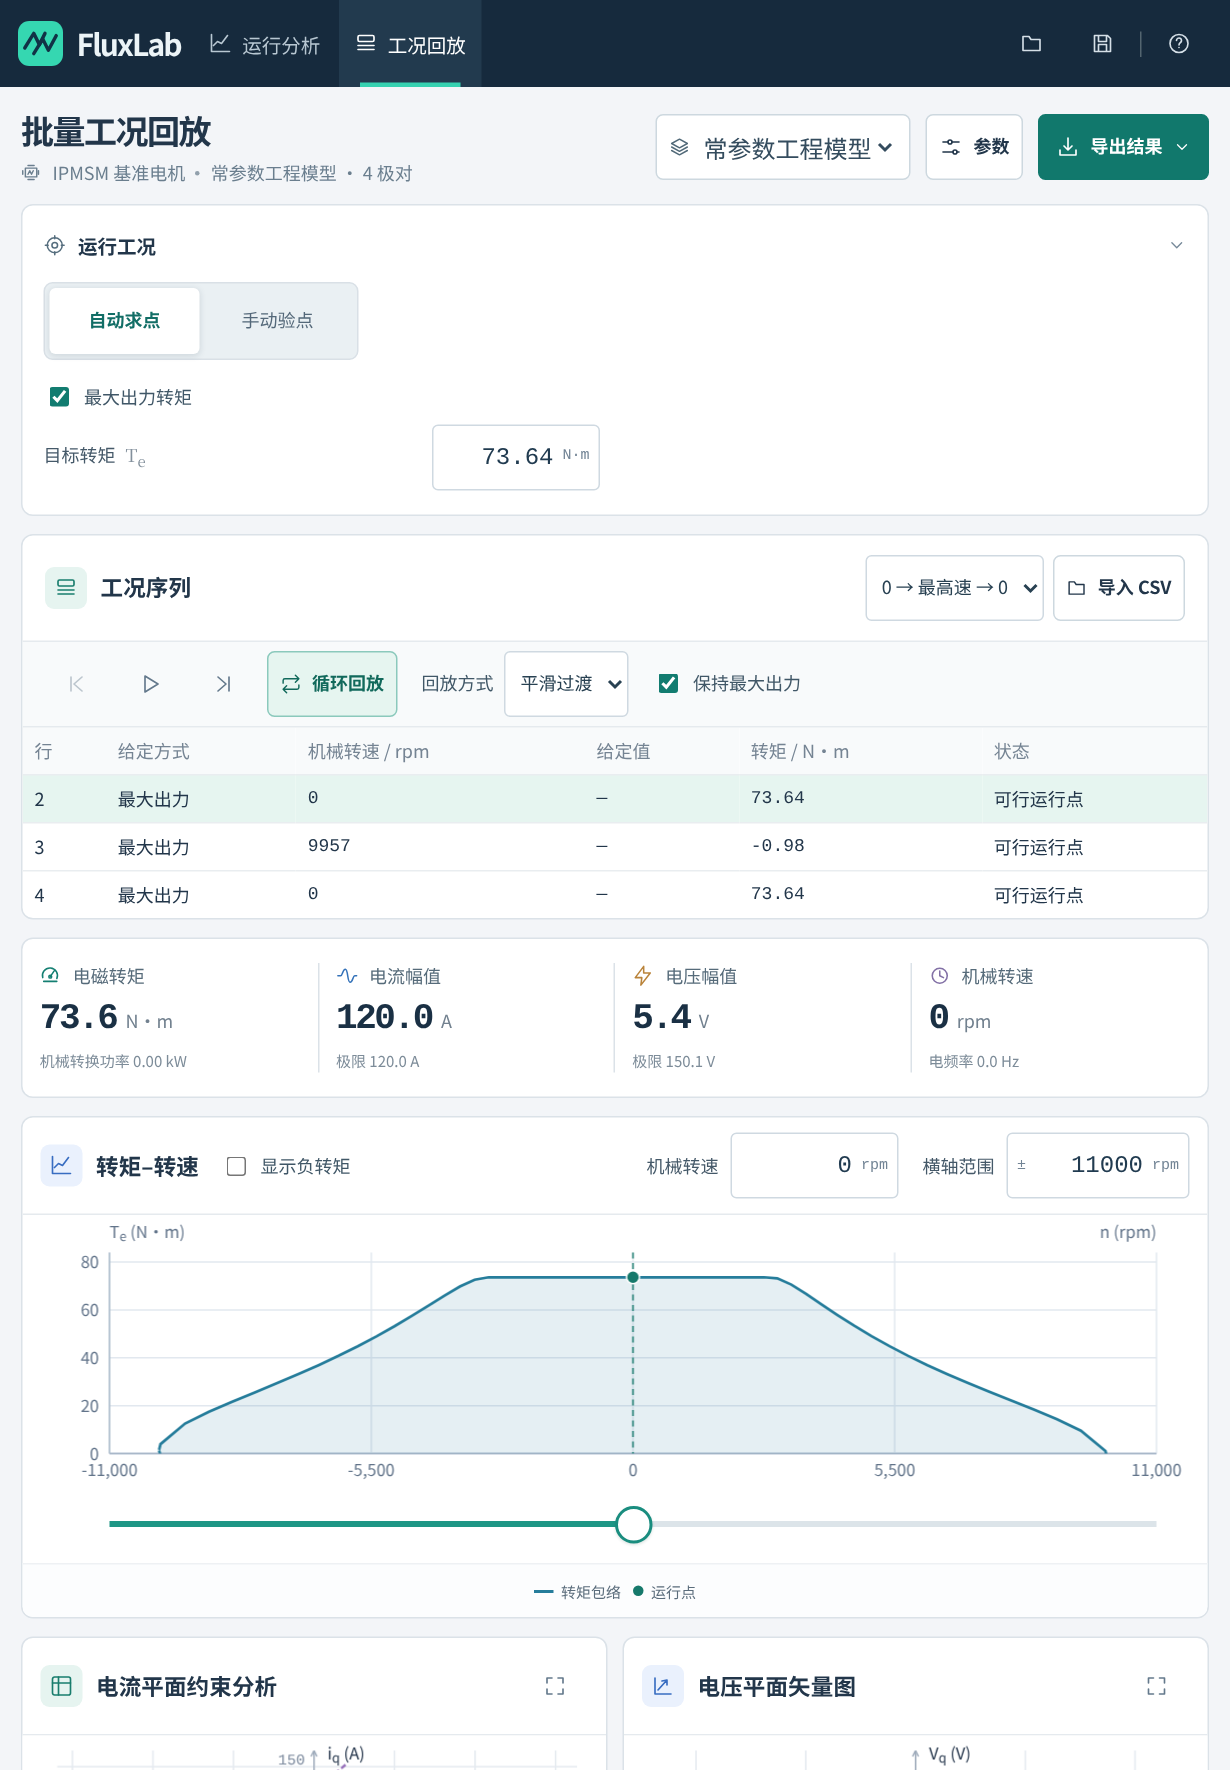 FluxLab 运行分析 工况回放
批量工况回放
IPMSM 基准电机 • 常参数工程模型 • 4 极对
常参数工程模型 参数 导出结果
运行工况
自动求点 手动验点
最大出力转矩
目标转矩 Te 73.64 N·m
工况序列 0 → 最高速 → 0 导入 CSV
循环回放 回放方式 平滑过渡 保持最大出力
行 给定方式 机械转速 / rpm 给定值 转矩 / N·m 状态
2 最大出力 0 — 73.64 可行运行点
3 最大出力 9957 — -0.98 可行运行点
4 最大出力 0 — 73.64 可行运行点
电磁转矩 电流幅值 电压幅值 机械转速
73.6 N·m 120.0 A 5.4 V 0 rpm
机械转换功率 0.00 kW 极限 120.0 A 极限 150.1 V 电频率 0.0 Hz
转矩–转速 显示负转矩 机械转速 0 rpm 横轴范围 ± 11000 rpm
Te (N·m) n (rpm)
80
60
40
20
0
-11,000 -5,500 0 5,500 11,000
转矩包络 运行点
电流平面约束分析 电压平面矢量图
150 iq (A) Vq (V)